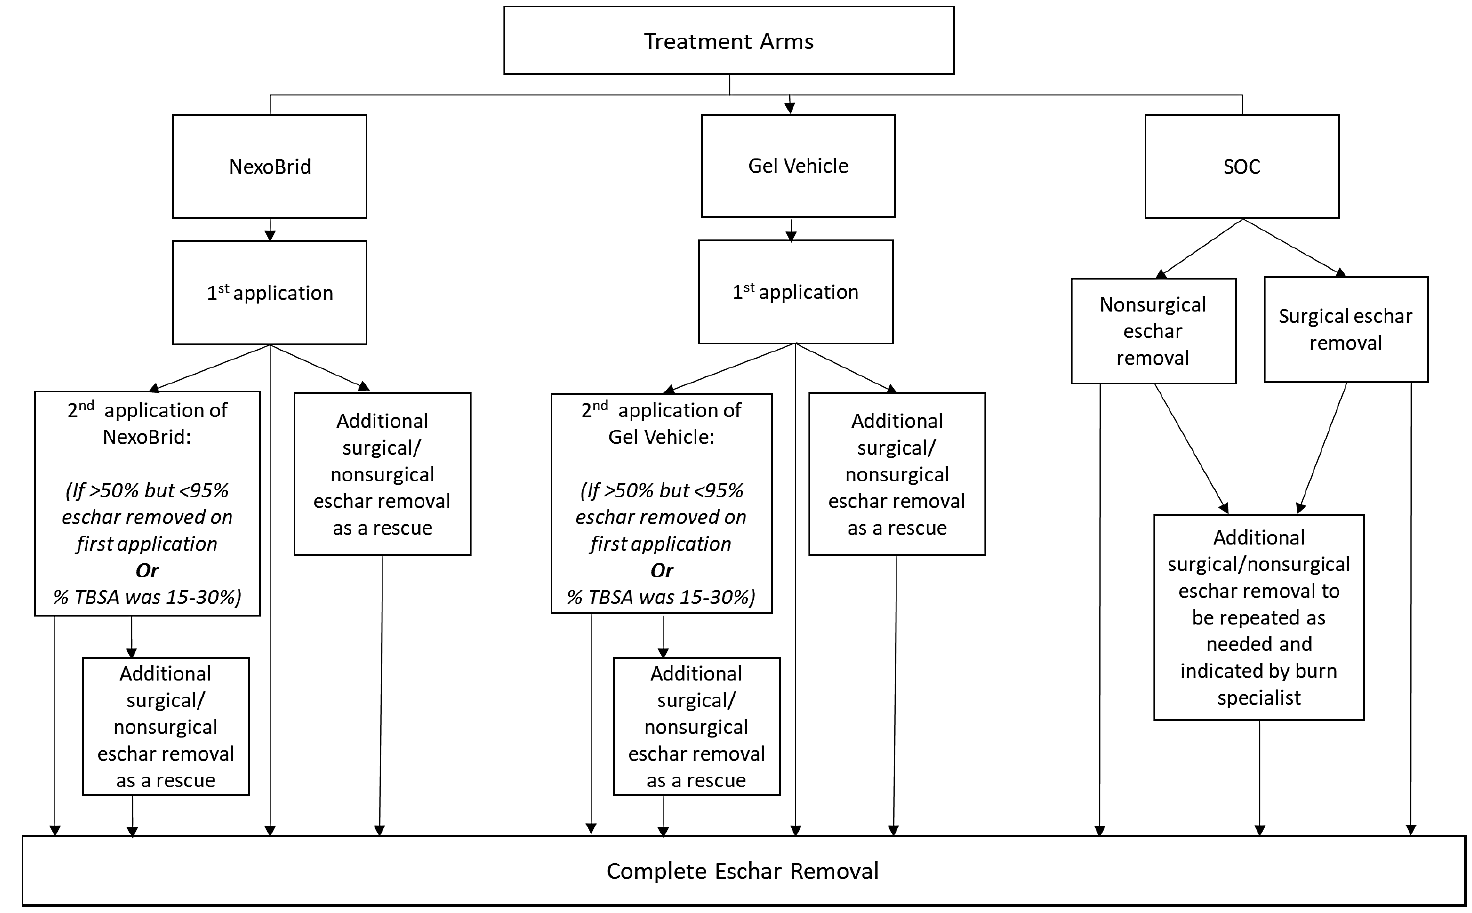 Treatment Arms
NexoBrid
Gel Vehicle
SOC
1st application
1st application
Nonsurgical
eschar
removal
Surgical eschar
removal
2nd application of
NexoBrid:
(If >50% but <95%
eschar removed on
first application
Or
% TBSA was 15-30%)
Additional
surgical/
nonsurgical
eschar removal
as a rescue
2nd application of
Gel Vehicle:
(If >50% but <95%
eschar removed on
first application
Or
% TBSA was 15-30%)
Additional
surgical/
nonsurgical
eschar removal
as a rescue
Additional
surgical/nonsurgical
eschar removal to
be repeated as
needed and
indicated by burn
specialist
Additional
surgical/
nonsurgical
eschar removal
as a rescue
Additional
surgical/
nonsurgical
eschar removal
as a rescue
Complete Eschar Removal